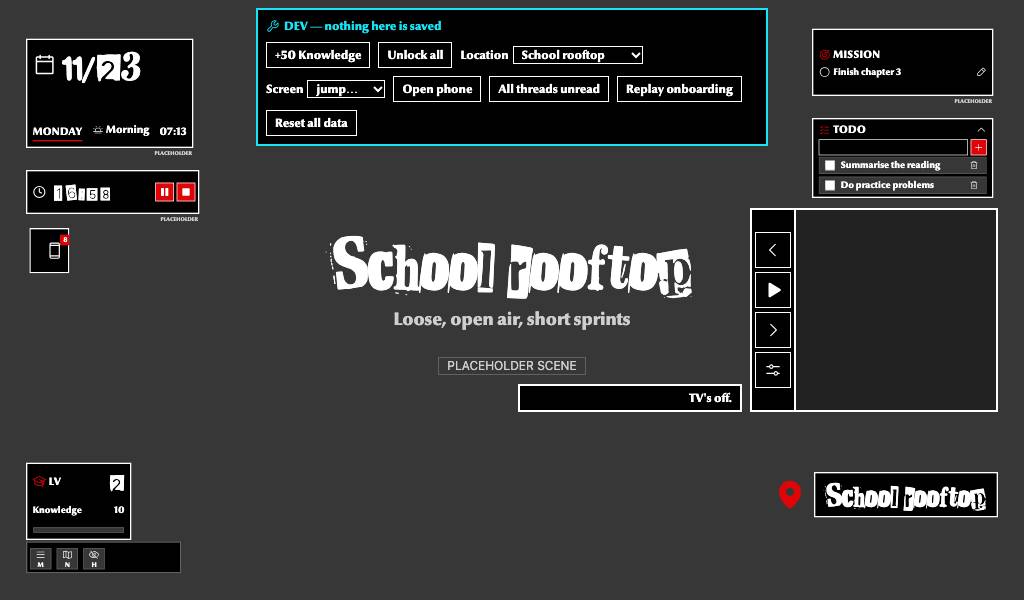 11/23
MONDAY Morning 07:13
PLACEHOLDER
15:58
PLACEHOLDER
8
DEV — nothing here is saved
+50 Knowledge Unlock all Location School rooftop
Screen jump… Open phone All threads unread Replay onboarding
Reset all data
MISSION
Finish chapter 3
PLACEHOLDER
TODO
+
Summarise the reading
Do practice problems
School rooftop
Loose, open air, short sprints
PLACEHOLDER SCENE
TV's off.
LV 2
Knowledge 10
M N H
School rooftop